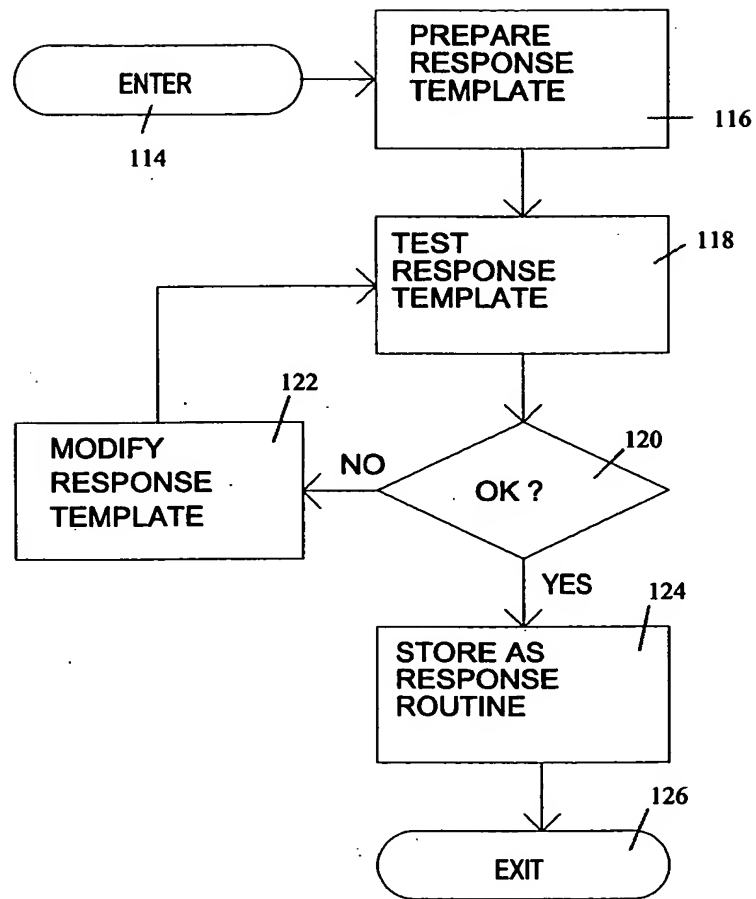 ENTER
114
PREPARE
RESPONSE
TEMPLATE
116
TEST
RESPONSE
TEMPLATE
118
122
MODIFY
RESPONSE
TEMPLATE
NO
OK ?
120
YES
124
STORE AS
RESPONSE
ROUTINE
126
EXIT